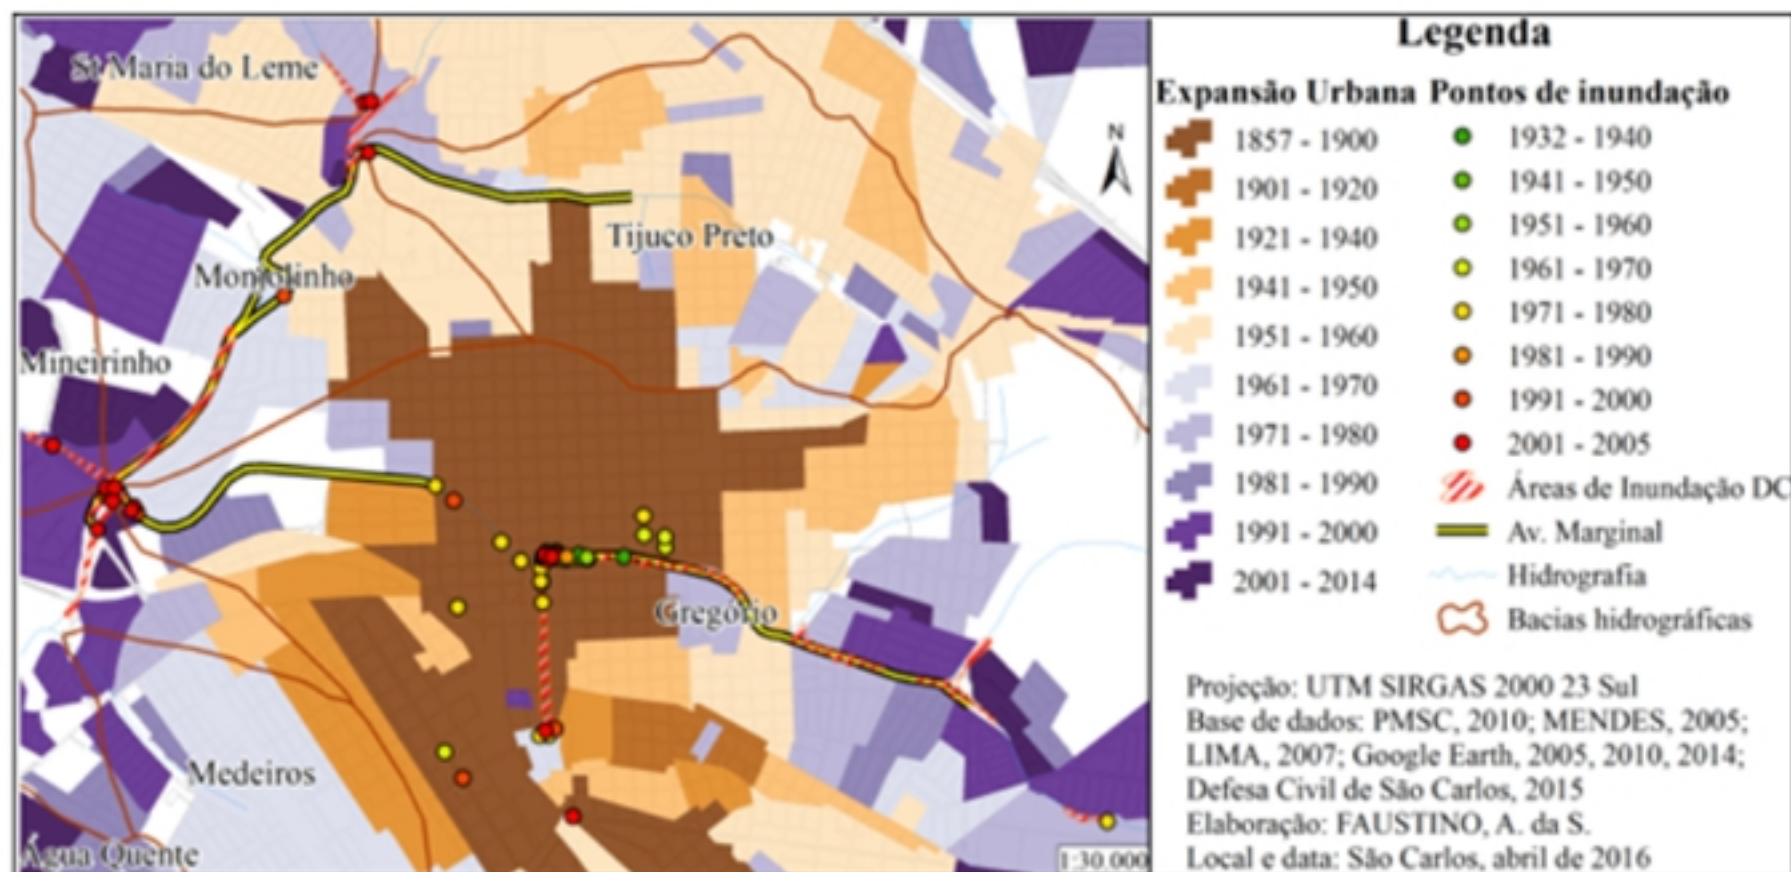 St Maria do Leme
Tijuco Preto
Monjolinho
Mineirinho
Gregório
Medeiros
Água Quente
N
1:30.000
Legenda
Expansão Urbana
1857 - 1900
1901 - 1920
1921 - 1940
1941 - 1950
1951 - 1960
1961 - 1970
1971 - 1980
1981 - 1990
1991 - 2000
2001 - 2014
Pontos de inundação
1932 - 1940
1941 - 1950
1951 - 1960
1961 - 1970
1971 - 1980
1981 - 1990
1991 - 2000
2001 - 2005
Áreas de Inundação DC
Av. Marginal
Hidrografia
Bacias hidrográficas
Projeção: UTM SIRGAS 2000 23 Sul
Base de dados: PMSC, 2010; MENDES, 2005;
LIMA, 2007; Google Earth, 2005, 2010, 2014;
Defesa Civil de São Carlos, 2015
Elaboração: FAUSTINO, A. da S.
Local e data: São Carlos, abril de 2016